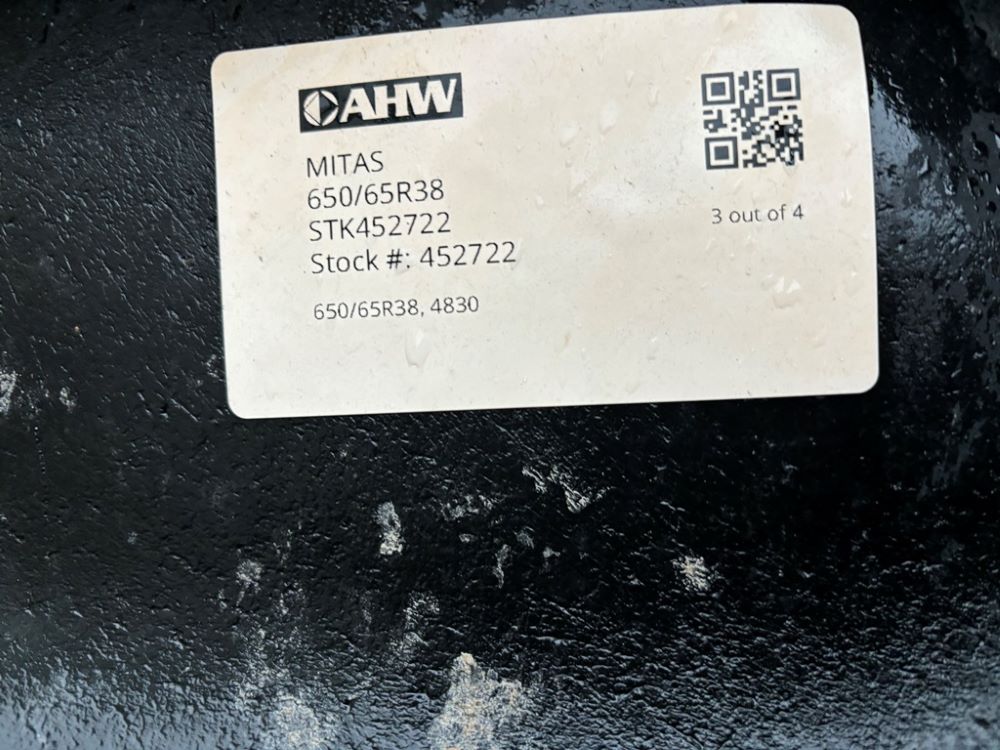 AHW
MITAS
650/65R38
STK452722
Stock #: 452722
650/65R38, 4830
3 out of 4